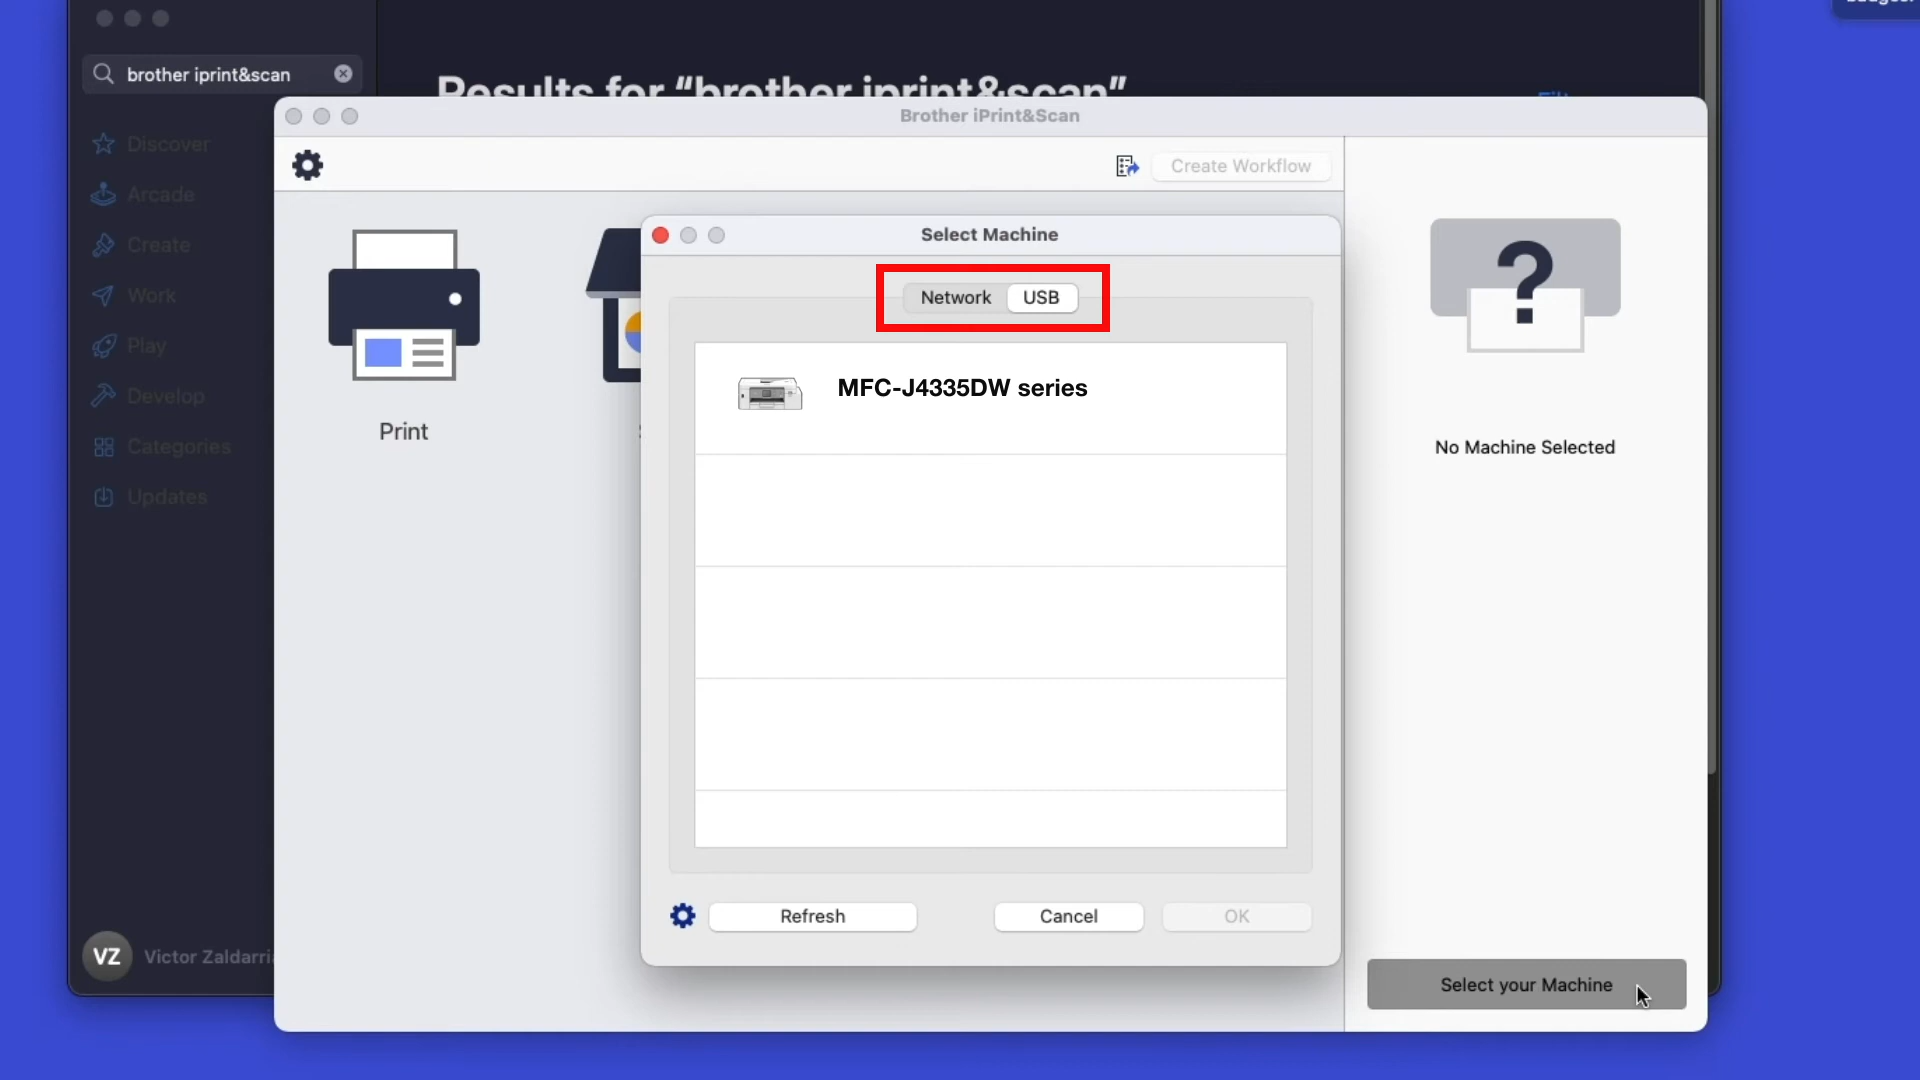 brother iprint&scan
Results for “brother iprint&scan”
Discover
Arcade
Create
Work
Play
Develop
Categories
Updates
VZ
Victor
Brother iPrint&Scan
Create Workflow
Print
Select Machine
Network
USB
MFC-J4335DW series
Refresh
Cancel
OK
No Machine Selected
Select your Machine